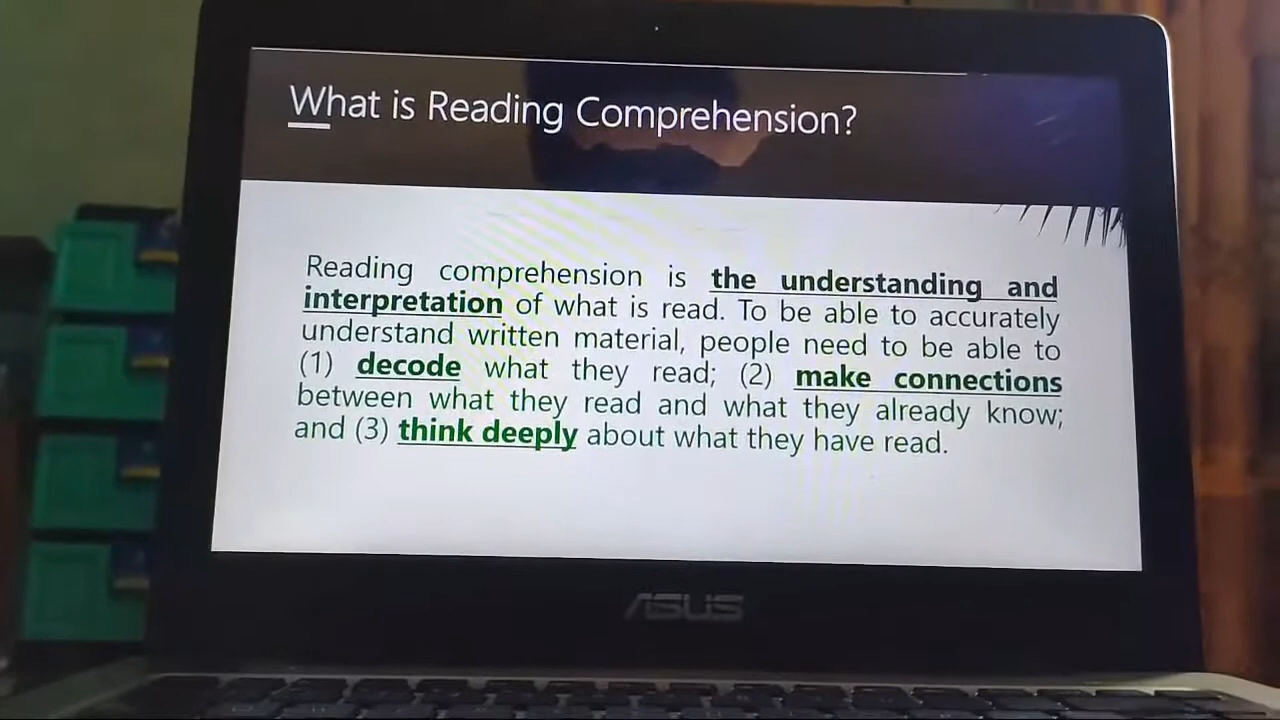 What is Reading Comprehension?
Reading comprehension is the understanding and
interpretation of what is read. To be able to accurately
understand written material, people need to be able to
(1) decode what they read; (2) make connections
between what they read and what they already know;
and (3) think deeply about what they have read.
ASUS